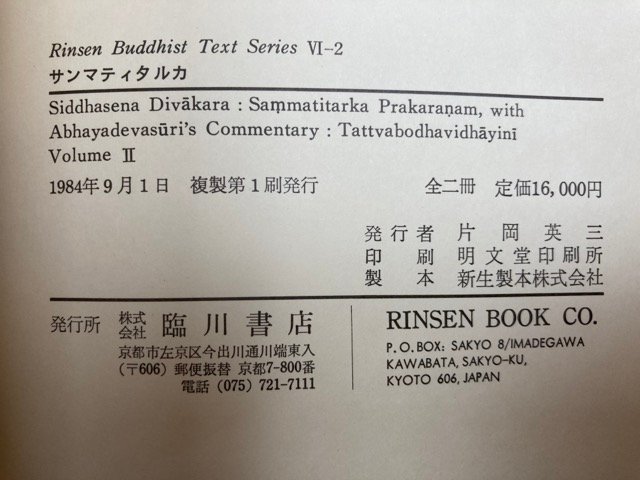 Rinsen Buddhist Text Series VI-2
サンマティタルカ
Siddhasena Divākara : Saṃmatitarka Prakaraṇam, with
Abhayadevasūri's Commentary : Tattvabodhavidhāyinī
Volume II
1984年9月1日 複製第1刷発行 全二冊 定価16,000円
発行者 片岡英三
印刷 明文堂印刷所
製本 新生製本株式会社
発行所 株式会社 臨川書店
京都市左京区今出川通川端東入
(〒606) 郵便振替 京都7-800番
電話 (075) 721-7111
RINSEN BOOK CO.
P.O.BOX: SAKYO 8/IMADEGAWA
KAWABATA, SAKYO-KU,
KYOTO 606, JAPAN